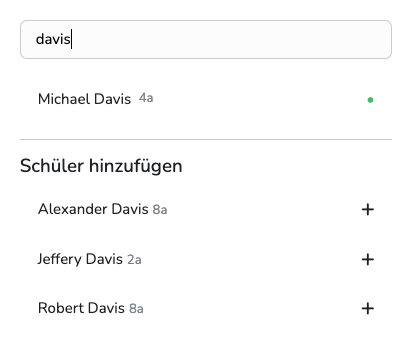 davis
Michael Davis 4a
Schüler hinzufügen
Alexander Davis 8a
Jeffery Davis 2a
Robert Davis 8a